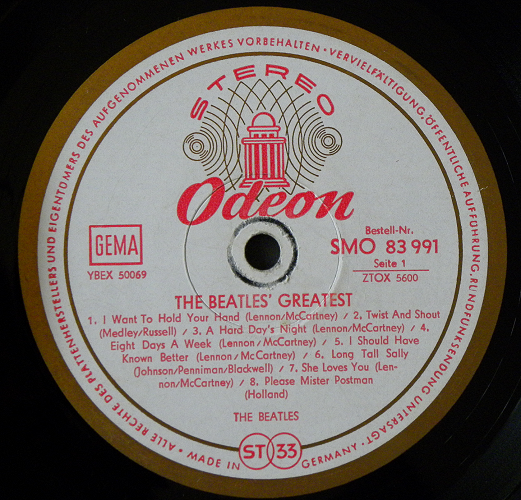 ALLE RECHTE DES PLATTENHERSTELLERS UND EIGENTÜMERS DES AUFGENOMMENEN WERKES VORBEHALTEN • VERVIELFÄLTIGUNG, ÖFFENTLICHE AUFFÜHRUNG, RUNDFUNKSENDUNG UNTERSAGT •
STEREO
Odeon
GEMA
YBEX 50069
Bestell-Nr.
SMO 83 991
Seite 1
ZTOX 5600
THE BEATLES' GREATEST
1. I Want To Hold Your Hand (Lennon/McCartney) / 2. Twist And Shout
(Medley/Russell) / 3. A Hard Day's Night (Lennon/McCartney) / 4.
Eight Days A Week (Lennon/McCartney) / 5. I Should Have
Known Better (Lennon/McCartney) / 6. Long Tall Sally
(Johnson/Penniman/Blackwell) / 7. She Loves You (Len-
non/McCartney) / 8. Please Mister Postman
(Holland)
THE BEATLES
MADE IN GERMANY
ST 33